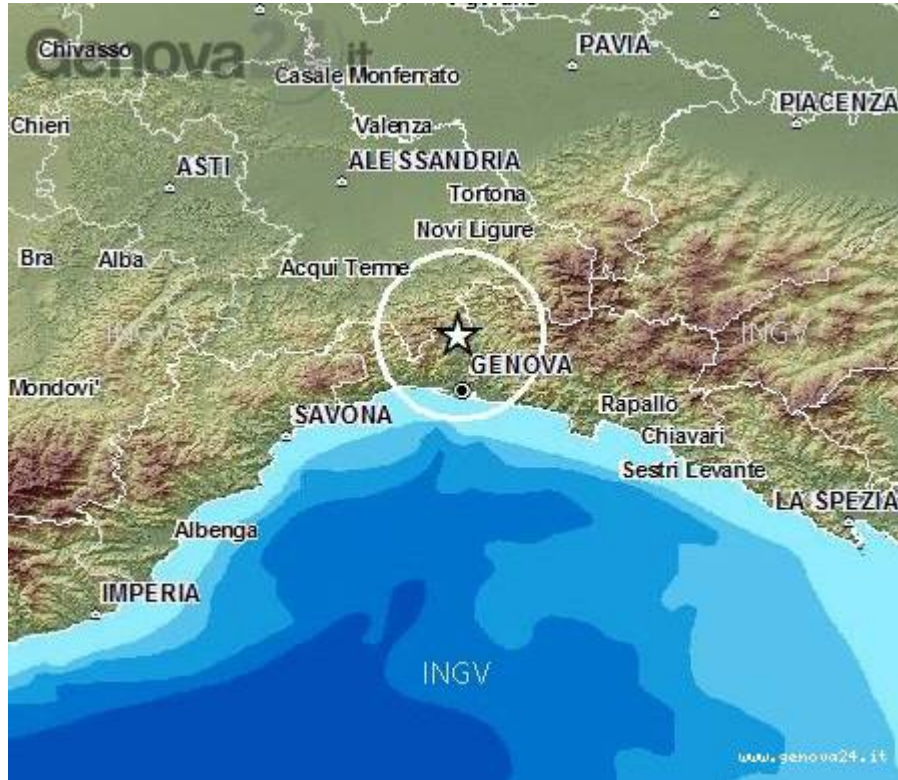 Genova24.it
Chivasso
PAVIA
Casale Monferrato
PIACENZA
Chieri
Valenza
ASTI
ALESSANDRIA
Tortona
Novi Ligure
Bra
Alba
Acqui Terme
INGV
INGV
GENOVA
Mondovi'
SAVONA
Rapallo
Chiavari
Sestri Levante
LA SPEZIA
Albenga
IMPERIA
INGV
www.genova24.it